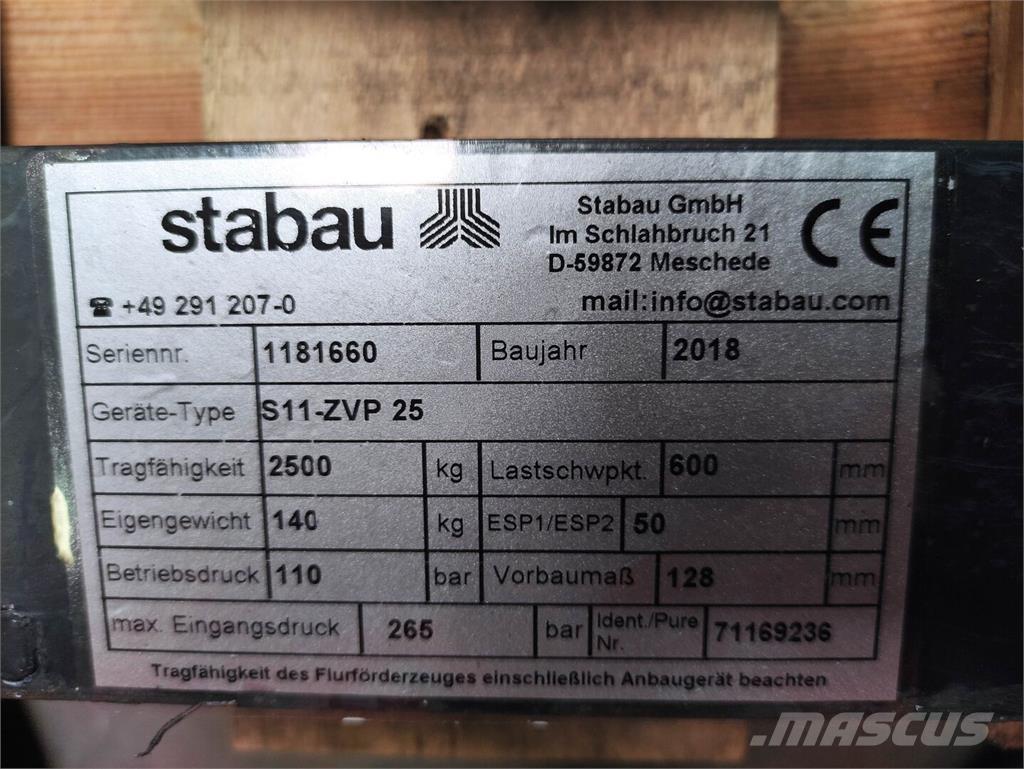 stabau
Stabau GmbH
Im Schlahbruch 21
D-59872 Meschede
CE
☎ +49 291 207-0
mail:info@stabau.com
Seriennr. 1181660 Baujahr 2018
Geräte-Type S11-ZVP 25
Tragfähigkeit 2500 kg Lastschwpkt. 600 mm
Eigengewicht 140 kg ESP1/ESP2 50 mm
Betriebsdruck 110 bar Vorbaumaß 128 mm
max. Eingangsdruck 265 bar Ident./Pure Nr. 71169236
Tragfähigkeit des Flurförderzeuges einschließlich Anbaugerät beachten
MASCUS